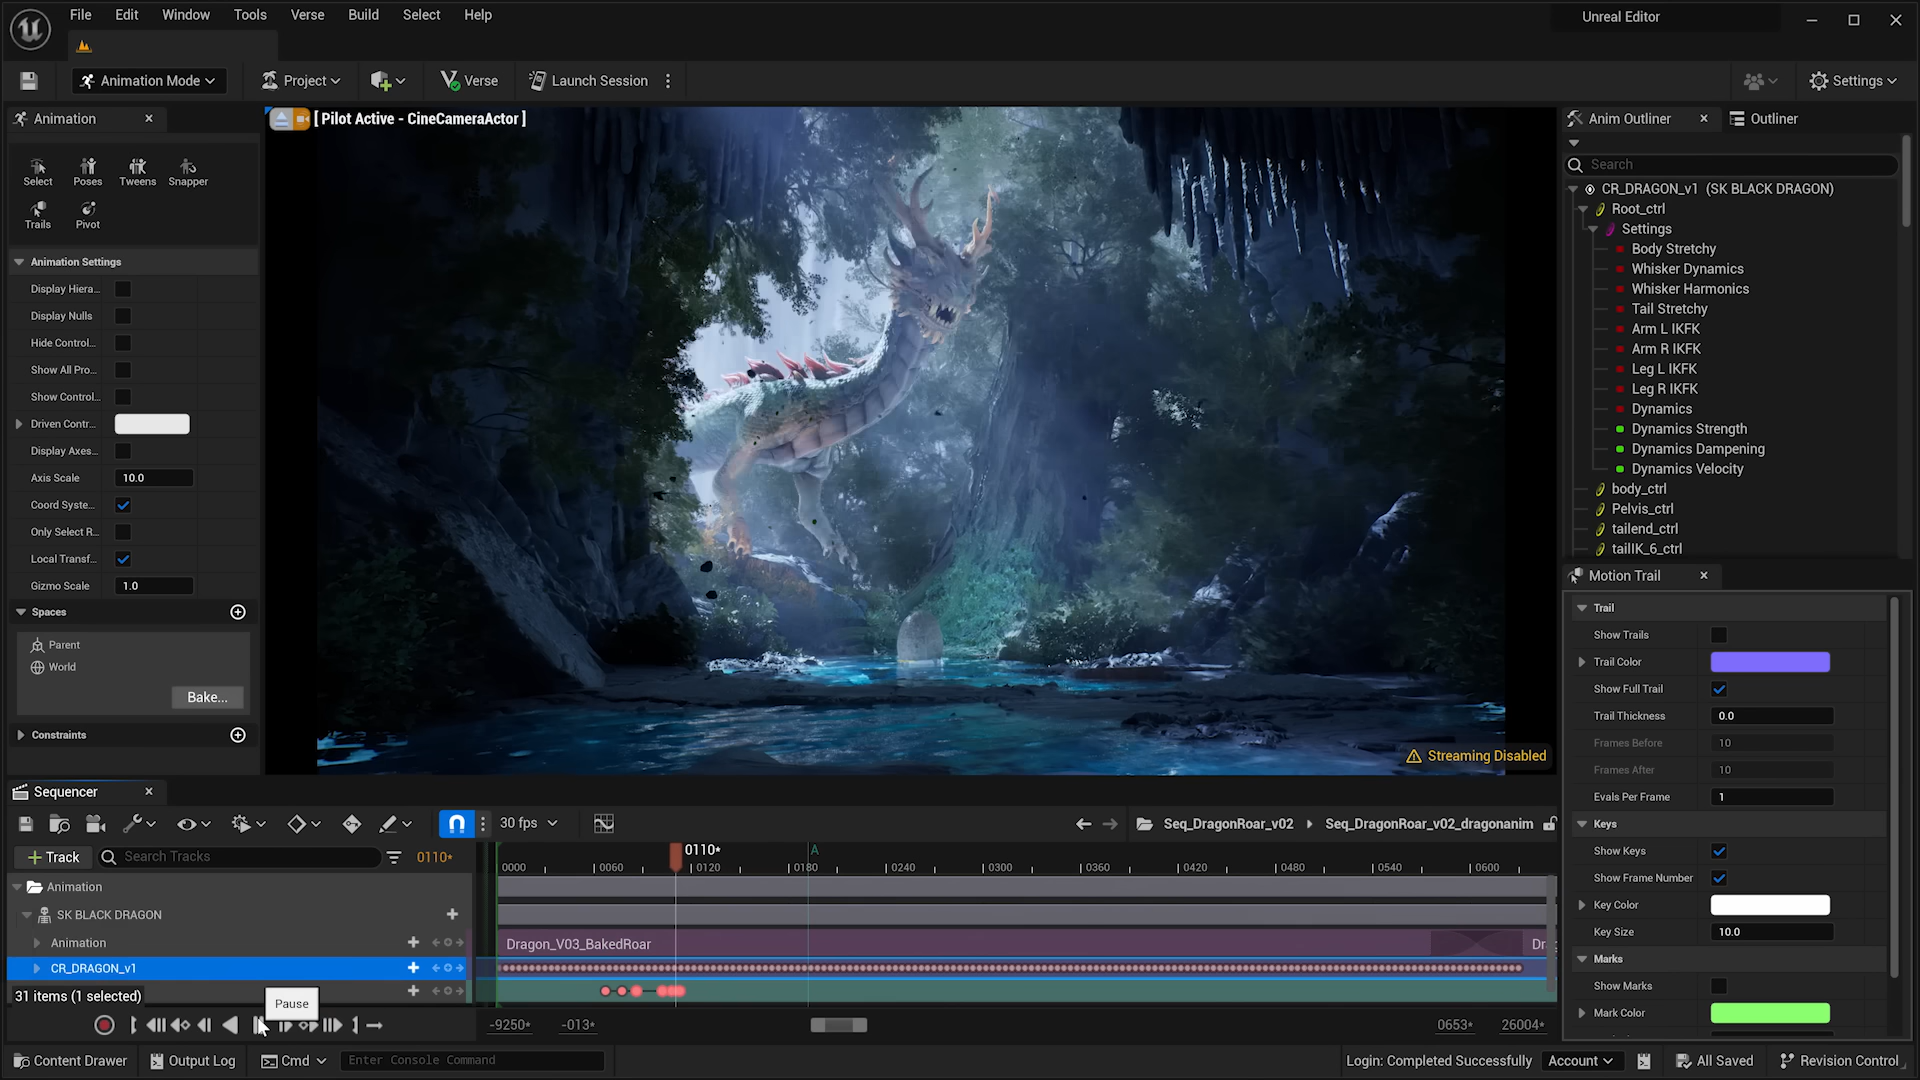 File Edit Window Tools Verse Build Select Help
Unreal Editor
Animation Mode
Project
Verse
Launch Session
Settings
Animation
[ Pilot Active - CineCameraActor ]
Anim Outliner
Outliner
Select Poses Tweens Snapper
Trails Pivot
Animation Settings
Display Hiera...
Display Nulls
Hide Control...
Show All Pro...
Show Control...
Driven Contr...
Display Axes...
Axis Scale 10.0
Coord Syste...
Only Select R...
Local Transf...
Gizmo Scale 1.0
Spaces
Parent
World
Bake...
Constraints
Streaming Disabled
Search
CR_DRAGON_v1 (SK BLACK DRAGON)
Root_ctrl
Settings
Body Stretchy
Whisker Dynamics
Whisker Harmonics
Tail Stretchy
Arm L IKFK
Arm R IKFK
Leg L IKFK
Leg R IKFK
Dynamics
Dynamics Strength
Dynamics Dampening
Dynamics Velocity
body_ctrl
Pelvis_ctrl
tailend_ctrl
tailIK_6_ctrl
Motion Trail
Trail
Show Trails
Trail Color
Show Full Trail
Trail Thickness 0.0
Frames Before 10
Frames After 10
Evals Per Frame 1
Keys
Show Keys
Show Frame Number
Key Color
Key Size 10.0
Marks
Show Marks
Mark Color
Sequencer
30 fps
Seq_DragonRoar_v02
Seq_DragonRoar_v02_dragonanim
Track
Search Tracks
0110*
0110*
A
0000 0060 0120 0180 0240 0300 0360 0420 0480 0540 0600
Animation
SK BLACK DRAGON
Animation
Dragon_V03_BakedRoar
Dr
CR_DRAGON_v1
31 items (1 selected)
Pause
-9250* -013*
0653* 26004*
Content Drawer
Output Log
Cmd
Enter Console Command
Login: Completed Successfully
Account
All Saved
Revision Control